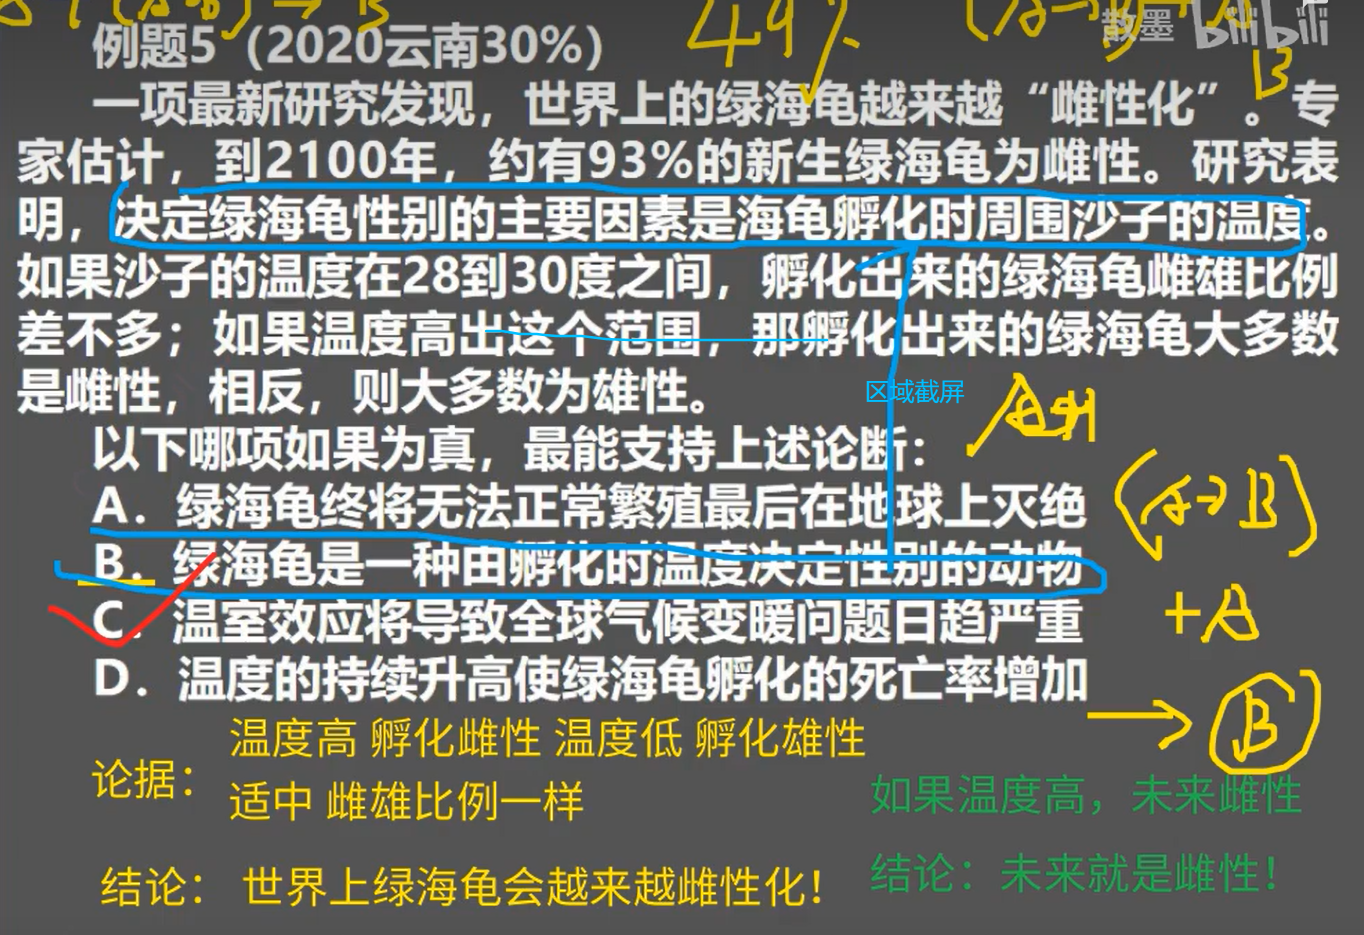 49%
散墨 bilibili
B
例题5（2020云南30%）
一项最新研究发现，世界上的绿海龟越来越“雌性化”。专
家估计，到2100年，约有93%的新生绿海龟为雌性。研究表
明，决定绿海龟性别的主要因素是海龟孵化时周围沙子的温度。
如果沙子的温度在28到30度之间，孵化出来的绿海龟雌雄比例
差不多；如果温度高出这个范围，那孵化出来的绿海龟大多数
是雌性，相反，则大多数为雄性。
区域截屏
以下哪项如果为真，最能支持上述论断：
A．绿海龟终将无法正常繁殖最后在地球上灭绝
B．绿海龟是一种由孵化时温度决定性别的动物
C．温室效应将导致全球气候变暖问题日趋严重
D．温度的持续升高使绿海龟孵化的死亡率增加
(A→B)
+A
→B
论据：
温度高 孵化雌性 温度低 孵化雄性
适中 雌雄比例一样
结论： 世界上绿海龟会越来越雌性化！
如果温度高，未来雌性
结论：未来就是雌性！